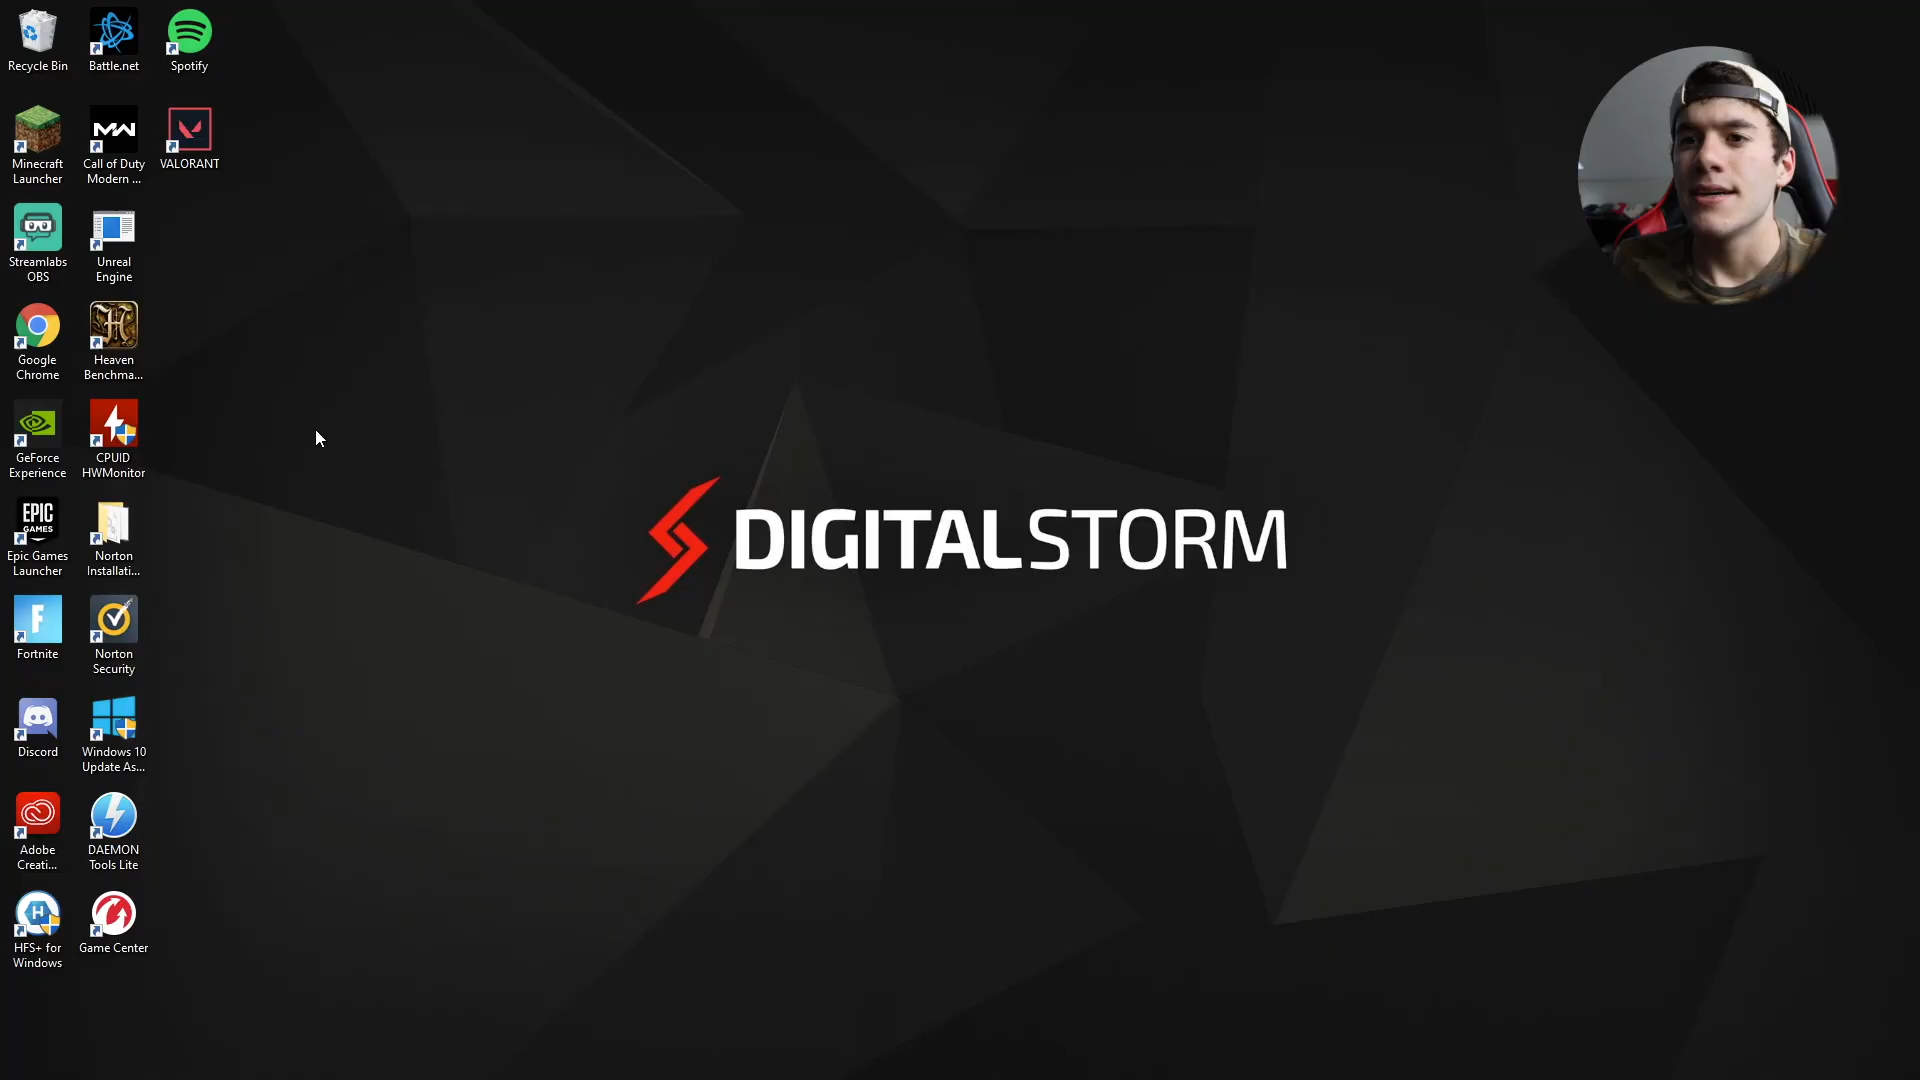 Recycle Bin
Battle.net
Spotify
Minecraft
Launcher
MW
Call of Duty
Modern ...
VALORANT
Streamlabs
OBS
Unreal
Engine
Google
Chrome
Heaven
Benchma...
GeForce
Experience
CPUID
HWMonitor
EPIC
GAMES
Epic Games
Launcher
Norton
Installati...
F
Fortnite
Norton
Security
Discord
Windows 10
Update As...
Adobe
Creati...
DAEMON
Tools Lite
H
HFS+ for
Windows
Game Center
DIGITALSTORM